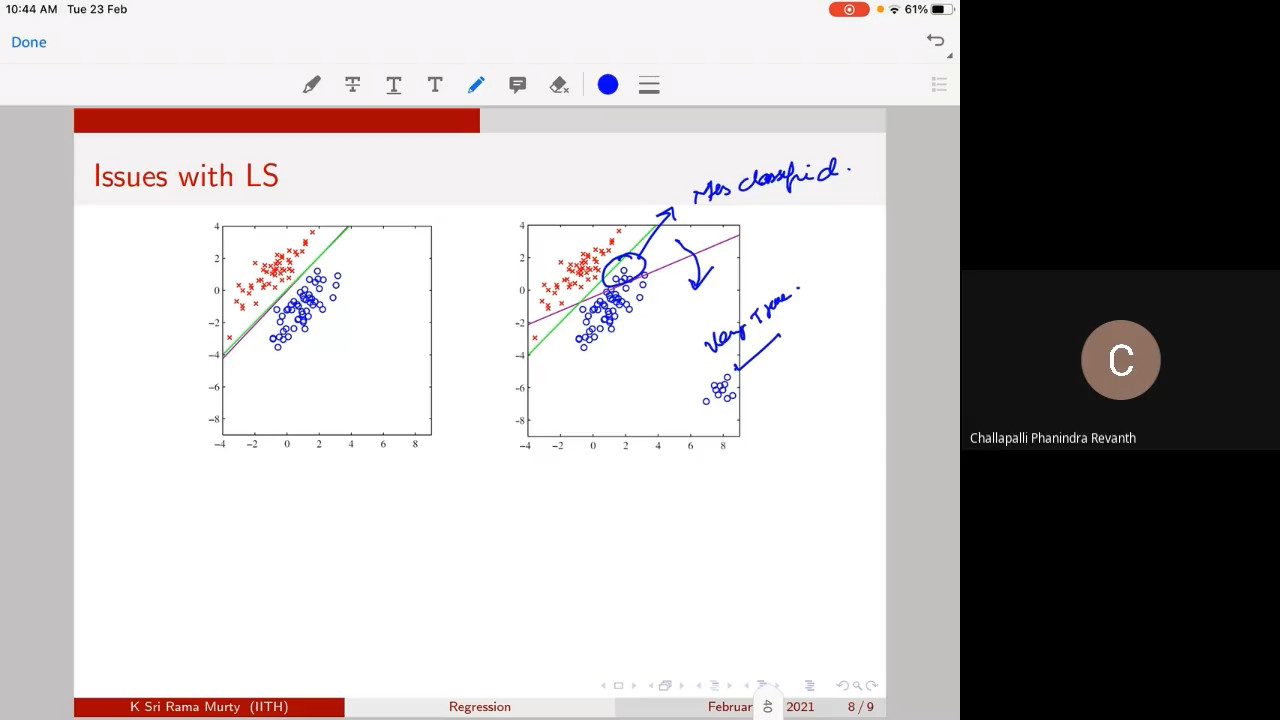 10:44 AM Tue 23 Feb
61%
Done
T T T
Issues with LS
Mis classified.
4
2
0
-2
-4
-6
-8
-4 -2 0 2 4 6 8
4
2
0
-2
-4
-6
-8
-4 -2 0 2 4 6 8
Very True.
C
Challapalli Phanindra Revanth
K Sri Rama Murty (IITH)
Regression
Februar
40
2021
8 / 9